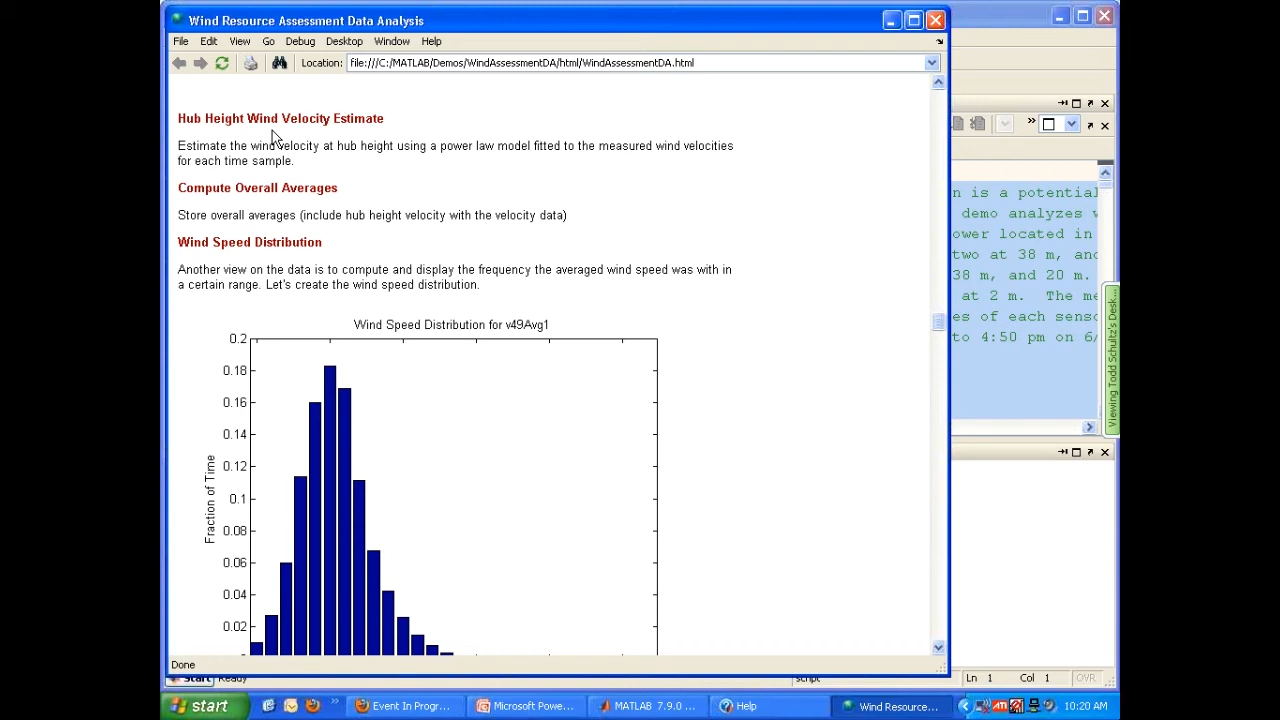 Wind Resource Assessment Data Analysis
File Edit View Go Debug Desktop Window Help
Location: file:///C:/MATLAB/Demos/WindAssessmentDA/html/WindAssessmentDA.html
Hub Height Wind Velocity Estimate
Estimate the wind velocity at hub height using a power law model fitted to the measured wind velocities
for each time sample.
Compute Overall Averages
Store overall averages (include hub height velocity with the velocity data)
Wind Speed Distribution
Another view on the data is to compute and display the frequency the averaged wind speed was with in
a certain range. Let's create the wind speed distribution.
Wind Speed Distribution for v49Avg1
0.2
0.18
0.16
0.14
0.12
0.1
0.08
0.06
0.04
0.02
Fraction of Time
Done
n is a potential
demo analyzes w
ower located in
two at 38 m, and
38 m, and 20 m.
at 2 m. The me
es of each senso
to 4:50 pm on 6/
Viewing Todd Schultz's Desk...
Start Ready script Ln 1 Col 1 OVR
start Event In Progr... Microsoft Powe... MATLAB 7.9.0 ... Help Wind Resource... 10:20 AM